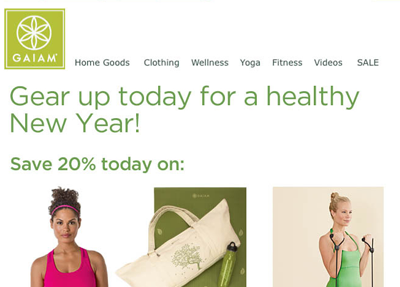 GAIAM
Home Goods Clothing Wellness Yoga Fitness Videos SALE
Gear up today for a healthy
New Year!
Save 20% today on:
GAIAM